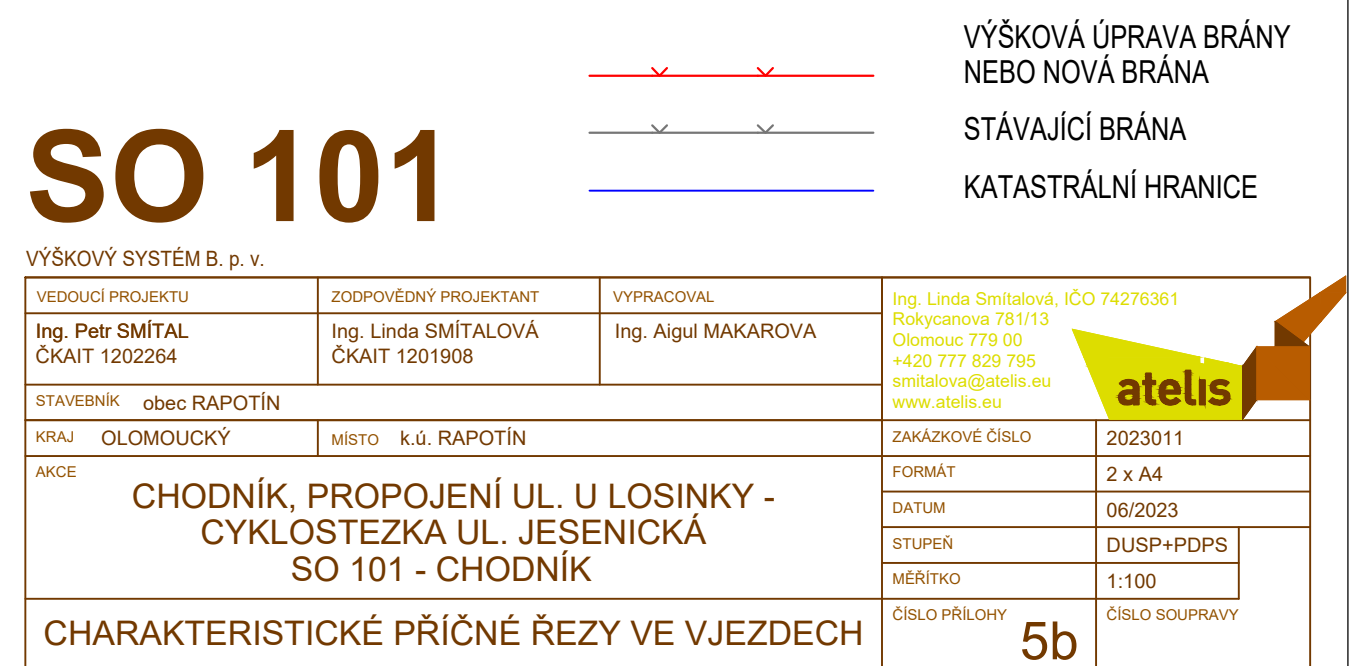 VÝŠKOVÁ ÚPRAVA BRÁNY
NEBO NOVÁ BRÁNA
STÁVAJÍCÍ BRÁNA
KATASTRÁLNÍ HRANICE
SO 101
VÝŠKOVÝ SYSTÉM B. p. v.
VEDOUCÍ PROJEKTU
Ing. Petr SMÍTAL
ČKAIT 1202264
ZODPOVĚDNÝ PROJEKTANT
Ing. Linda SMÍTALOVÁ
ČKAIT 1201908
VYPRACOVAL
Ing. Aigul MAKAROVA
Ing. Linda Smítalová, IČO 74276361
Rokycanova 781/13
Olomouc 779 00
+420 777 829 795
smitalova@atelis.eu
www.atelis.eu
atelis
STAVEBNÍK obec RAPOTÍN
KRAJ OLOMOUCKÝ
MÍSTO k.ú. RAPOTÍN
ZAKÁZKOVÉ ČÍSLO 2023011
AKCE
CHODNÍK, PROPOJENÍ UL. U LOSINKY -
CYKLOSTEZKA UL. JESENICKÁ
SO 101 - CHODNÍK
FORMÁT 2 x A4
DATUM 06/2023
STUPEŇ DUSP+PDPS
MĚŘÍTKO 1:100
CHARAKTERISTICKÉ PŘÍČNÉ ŘEZY VE VJEZDECH
ČÍSLO PŘÍLOHY 5b
ČÍSLO SOUPRAVY